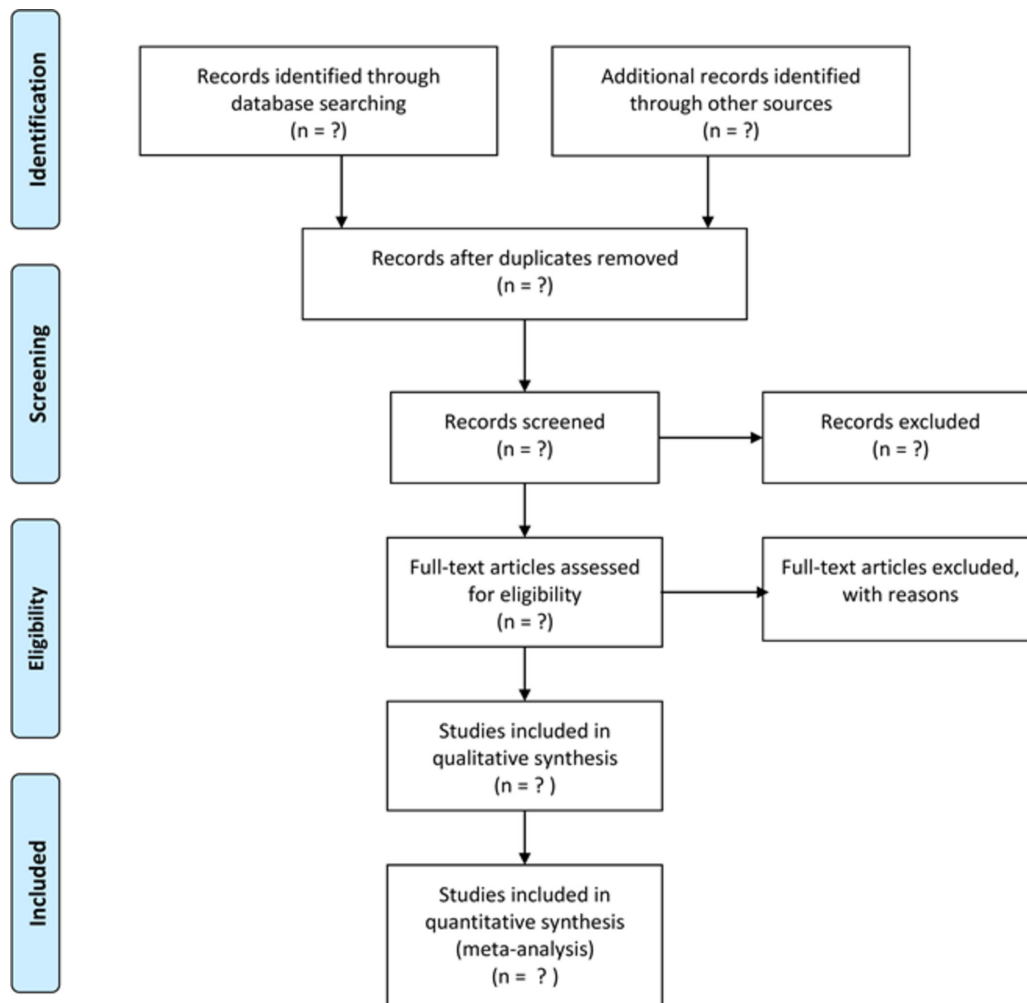 Identification
Records identified through
database searching
(n = ?)
Additional records identified
through other sources
(n = ?)
Records after duplicates removed
(n = ?)
Screening
Records screened
(n = ?)
Records excluded
(n = ?)
Eligibility
Full-text articles assessed
for eligibility
(n = ?)
Full-text articles excluded,
with reasons
Studies included in
qualitative synthesis
(n = ? )
Included
Studies included in
quantitative synthesis
(meta-analysis)
(n =  ? )